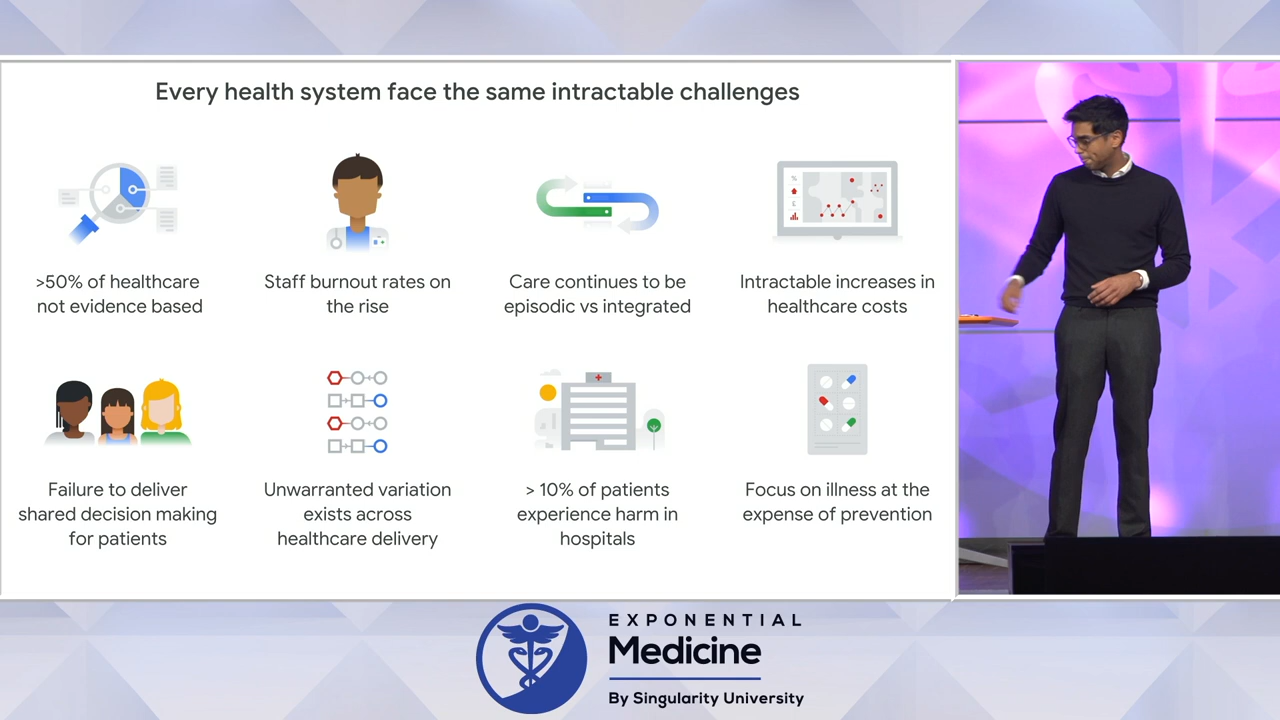 Every health system face the same intractable challenges
>50% of healthcare
not evidence based
Staff burnout rates on
the rise
Care continues to be
episodic vs integrated
Intractable increases in
healthcare costs
Failure to deliver
shared decision making
for patients
Unwarranted variation
exists across
healthcare delivery
> 10% of patients
experience harm in
hospitals
Focus on illness at the
expense of prevention
EXPONENTIAL
Medicine
By Singularity University